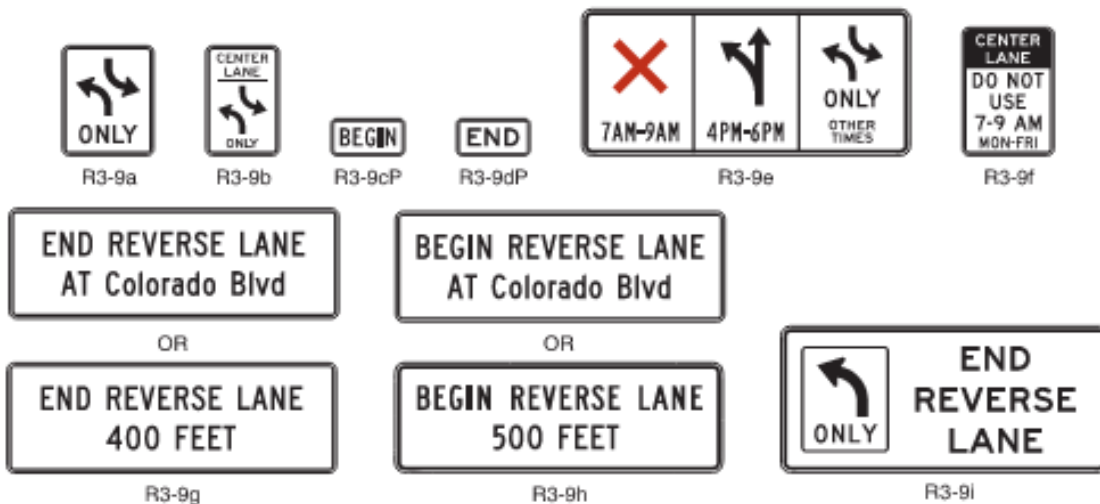 ONLY
R3-9a
CENTER
LANE
ONLY
R3-9b
BEGIN
R3-9cP
END
R3-9dP
7AM-9AM
4PM-6PM
ONLY
OTHER
TIMES
R3-9e
CENTER
LANE
DO NOT
USE
7-9 AM
MON-FRI
R3-9f
END REVERSE LANE
AT Colorado Blvd
OR
END REVERSE LANE
400 FEET
R3-9g
BEGIN REVERSE LANE
AT Colorado Blvd
OR
BEGIN REVERSE LANE
500 FEET
R3-9h
ONLY
END
REVERSE
LANE
R3-9i